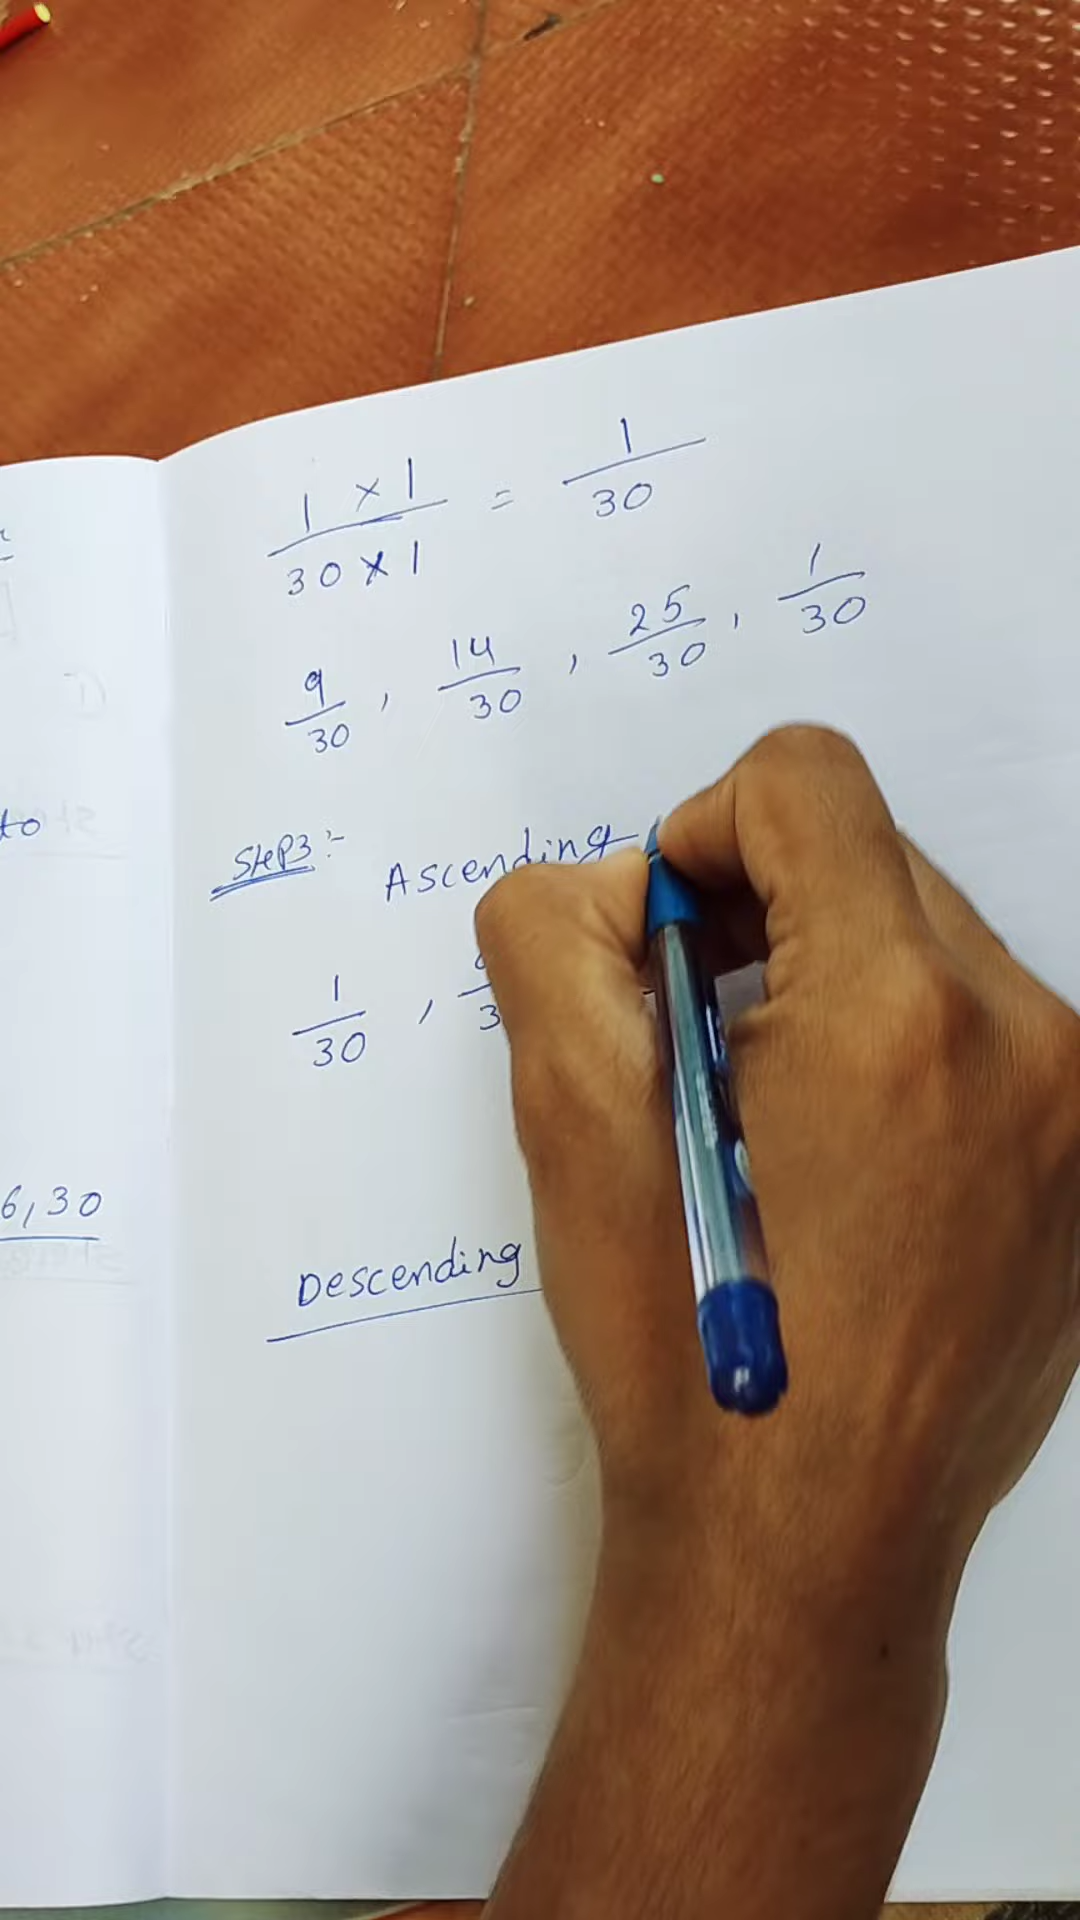 1 × 1 / 30 × 1 = 1/30
9/30 , 14/30 , 25/30 , 1/30
Step3:- Ascending
1/30 ,
Descending
to
6,30